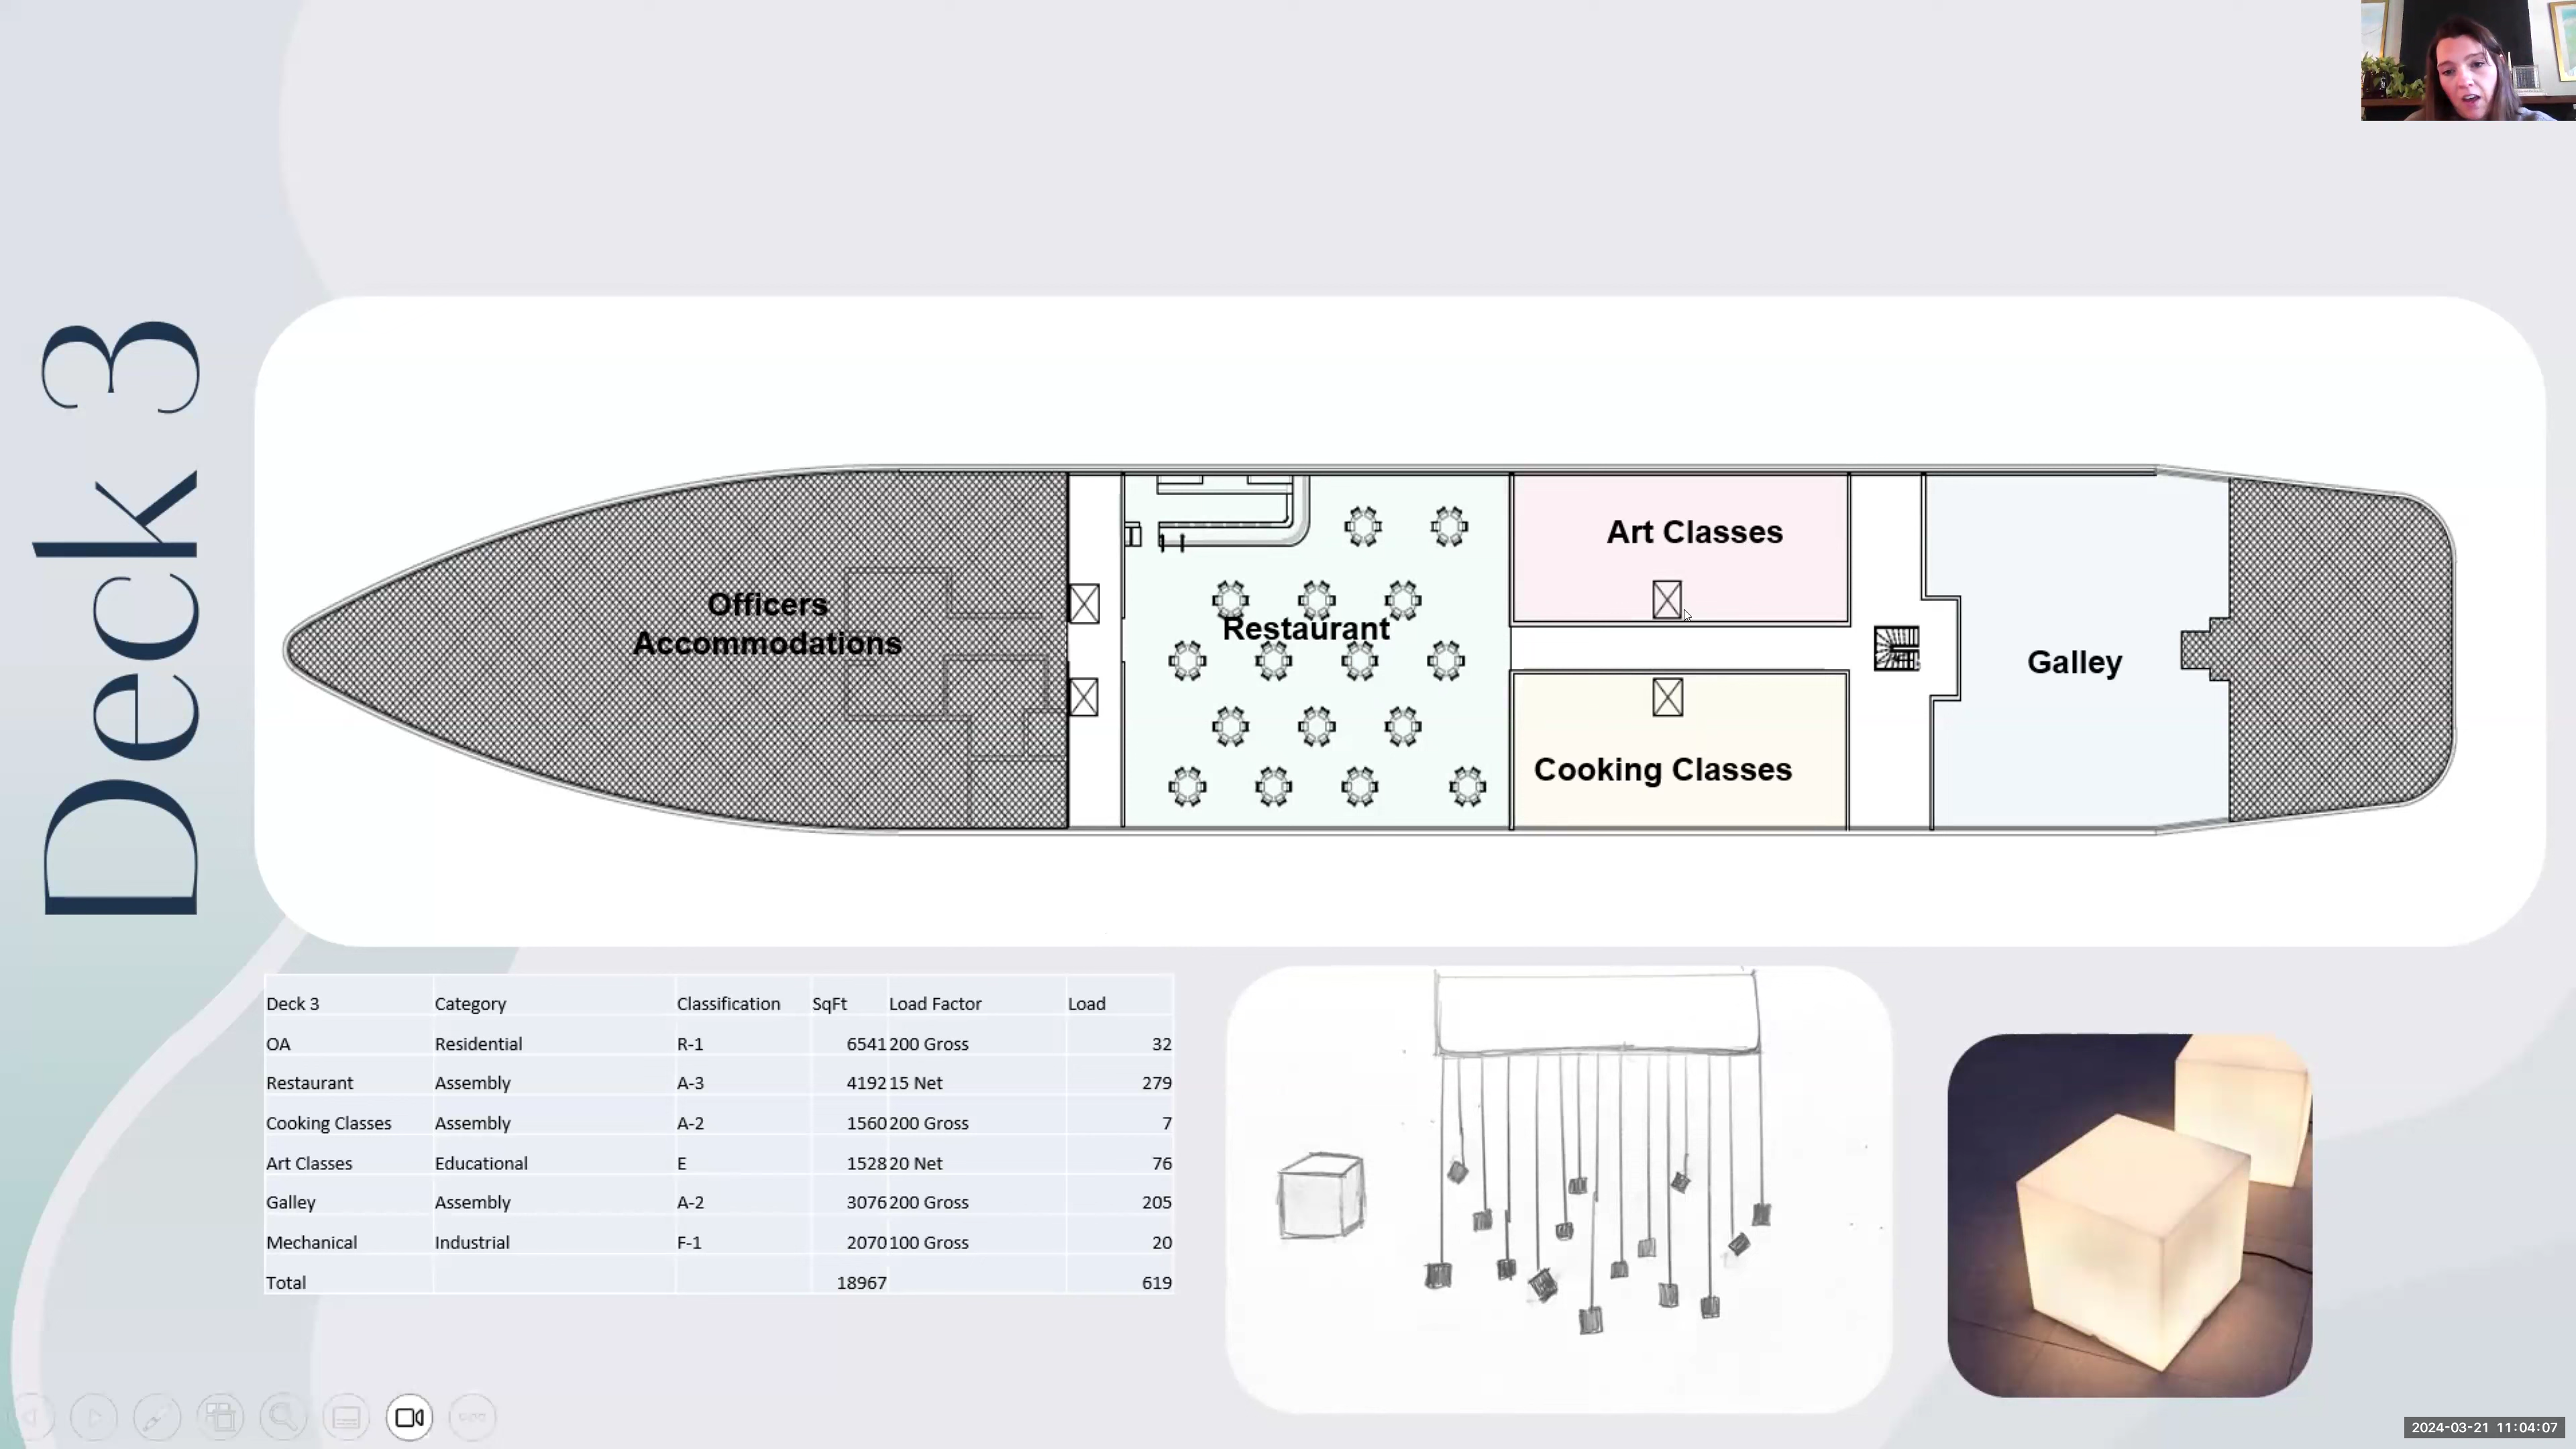 Deck 3
Officers
Accommodations
Restaurant
Art Classes
Cooking Classes
Galley
Deck 3 Category Classification SqFt Load Factor Load
OA Residential R-1 6541 200 Gross 32
Restaurant Assembly A-3 4192 15 Net 279
Cooking Classes Assembly A-2 1560 200 Gross 7
Art Classes Educational E 1528 20 Net 76
Galley Assembly A-2 3076 200 Gross 205
Mechanical Industrial F-1 2070 100 Gross 20
Total 18967 619
2024-03-21 11:04:07